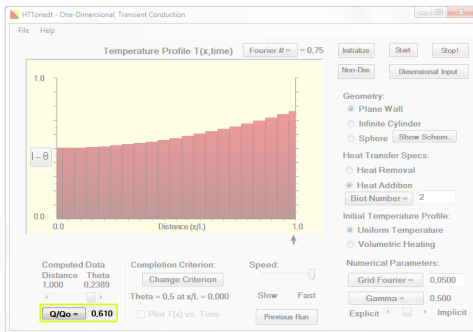 HTTonedt - One-Dimensional, Transient Conduction
File Help
Temperature Profile T(x,time) Fourier # = = 0,75
Initialize Start Stop!
Non-Dim Dimensional Input
1.0
1 – θ
0.0
0.0 Distance (x/L) 1.0
Geometry:
Plane Wall
Infinite Cylinder
Sphere Show Schem.
Heat Transfer Specs:
Heat Removal
Heat Addition
Biot Number = 2
Initial Temperature Profile:
Uniform Temperature
Volumetric Heating
Numerical Parameters:
Grid Fourier = 0,0500
Gamma = 0.500
Explicit Implicit
Computed Data
Distance Theta
1,000 0,2389
Q/Qo = 0,610
Completion Criterion:
Change Criterion
Theta = 0,5 at x/L = 0,000
Plot T(x) vs. Time
Speed:
Slow Fast
Previous Run